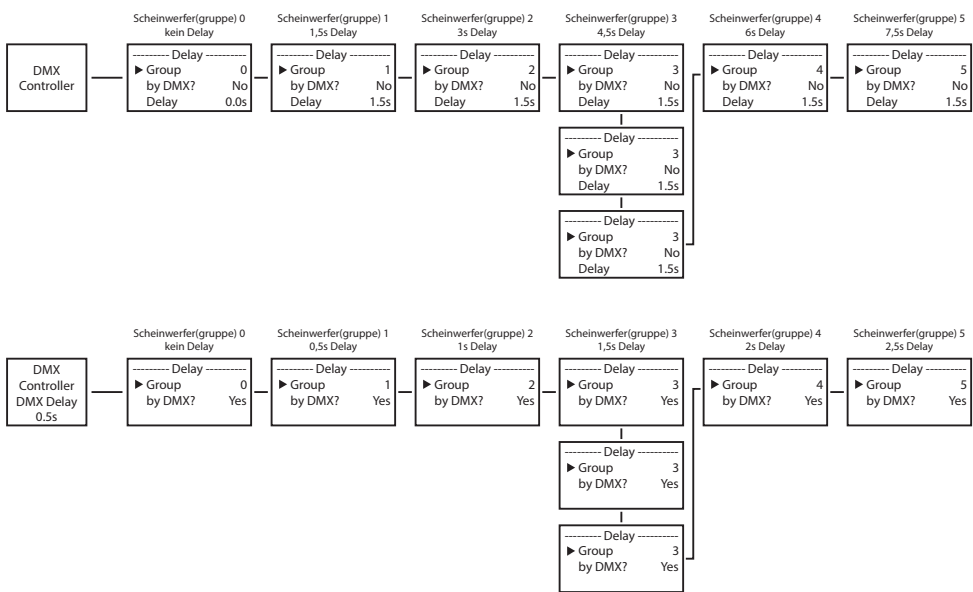 Scheinwerfer(gruppe) 0
kein Delay
Scheinwerfer(gruppe) 1
1,5s Delay
Scheinwerfer(gruppe) 2
3s Delay
Scheinwerfer(gruppe) 3
4,5s Delay
Scheinwerfer(gruppe) 4
6s Delay
Scheinwerfer(gruppe) 5
7,5s Delay
DMX
Controller
--------- Delay ----------
▶ Group 0
by DMX? No
Delay 0.0s
--------- Delay ----------
▶ Group 1
by DMX? No
Delay 1.5s
--------- Delay ----------
▶ Group 2
by DMX? No
Delay 1.5s
--------- Delay ----------
▶ Group 3
by DMX? No
Delay 1.5s
--------- Delay ----------
▶ Group 4
by DMX? No
Delay 1.5s
--------- Delay ----------
▶ Group 5
by DMX? No
Delay 1.5s
--------- Delay ----------
▶ Group 3
by DMX? No
Delay 1.5s
--------- Delay ----------
▶ Group 3
by DMX? No
Delay 1.5s
Scheinwerfer(gruppe) 0
kein Delay
Scheinwerfer(gruppe) 1
0,5s Delay
Scheinwerfer(gruppe) 2
1s Delay
Scheinwerfer(gruppe) 3
1,5s Delay
Scheinwerfer(gruppe) 4
2s Delay
Scheinwerfer(gruppe) 5
2,5s Delay
DMX
Controller
DMX Delay
0.5s
--------- Delay ----------
▶ Group 0
by DMX? Yes
--------- Delay ----------
▶ Group 1
by DMX? Yes
--------- Delay ----------
▶ Group 2
by DMX? Yes
--------- Delay ----------
▶ Group 3
by DMX? Yes
--------- Delay ----------
▶ Group 4
by DMX? Yes
--------- Delay ----------
▶ Group 5
by DMX? Yes
--------- Delay ----------
▶ Group 3
by DMX? Yes
--------- Delay ----------
▶ Group 3
by DMX? Yes